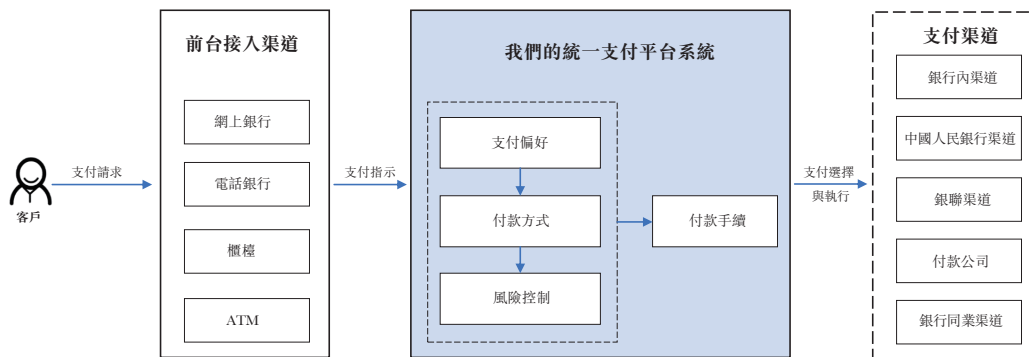 客戶
支付請求
前台接入渠道
網上銀行
電話銀行
櫃檯
ATM
支付指示
我們的統一支付平台系統
支付偏好
付款方式
風險控制
付款手續
支付選擇
與執行
支付渠道
銀行內渠道
中國人民銀行渠道
銀聯渠道
付款公司
銀行同業渠道